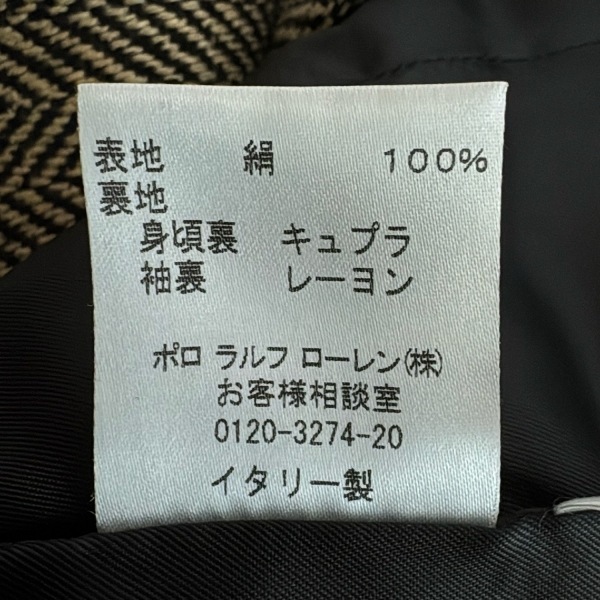 表地 絹 100%
裏地
身頃裏 キュプラ
袖裏 レーヨン
ポロ ラルフ ローレン(株)
お客様相談室
0120-3274-20
イタリー製